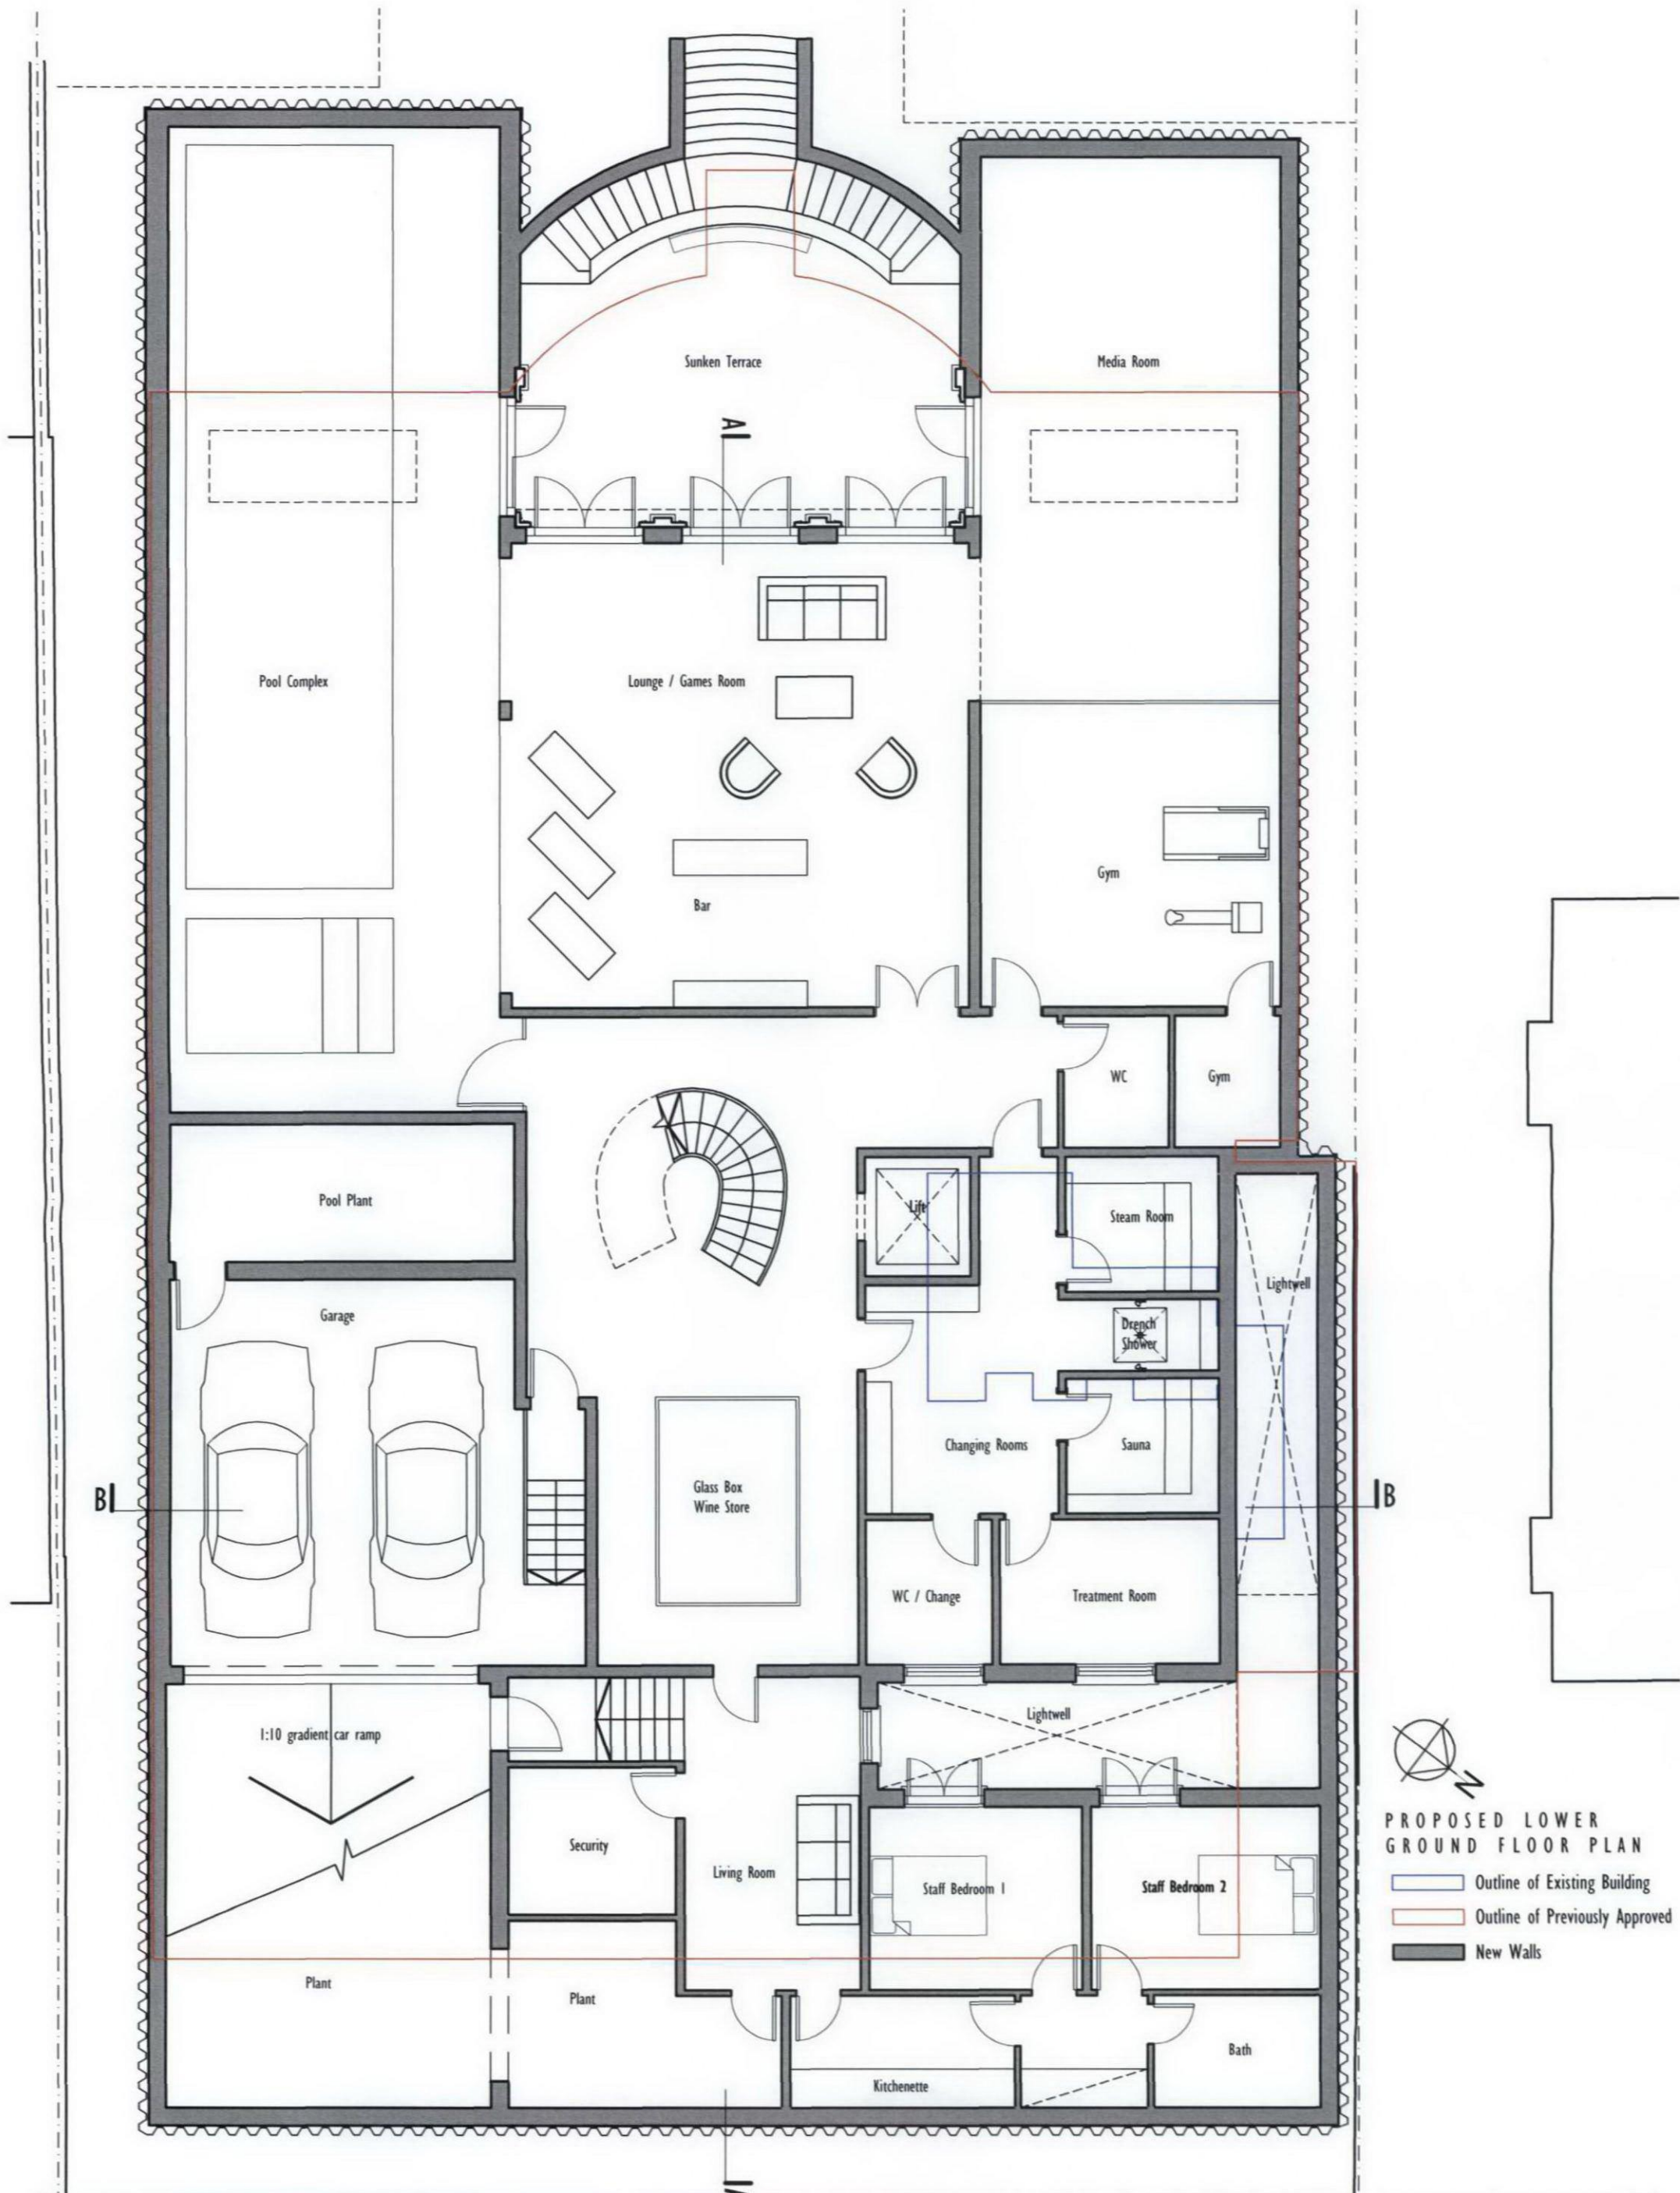 Sunken Terrace
Media Room
A
Pool Complex
Lounge / Games Room
Gym
Bar
WC
Gym
Pool Plant
Lift
Steam Room
Lightwell
Garage
Drench
Shower
Changing Rooms
Sauna
Glass Box
Wine Store
B
B
WC / Change
Treatment Room
1:10 gradient car ramp
Lightwell
N
PROPOSED LOWER
GROUND FLOOR PLAN
Security
Living Room
Staff Bedroom 1
Staff Bedroom 2
Outline of Existing Building
Outline of Previously Approved
New Walls
Plant
Plant
Bath
Kitchenette